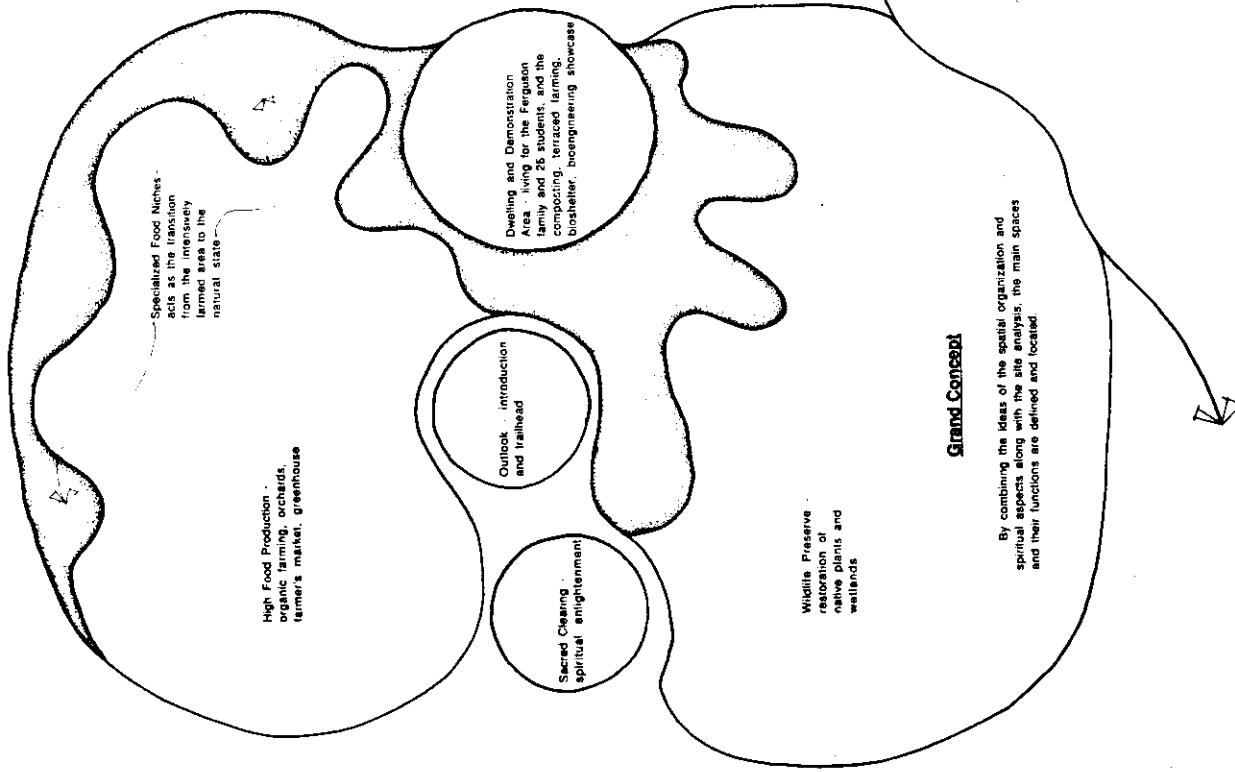 Specialized Food Niches -
acts as the transition
from the intensively
farmed area to the
natural state
High Food Production -
organic farming, orchards,
farmer's market, greenhouse
Dwelling and Demonstration
Area - living for the Ferguson
family and 25 students, and the
composting, terraced farming,
bioshelter, bioengineering showcase
Outlook - introduction
and trailhead
Sacred Clearing -
spiritual enlightenment
Wildlife Preserve -
restoration of
native plants and
wetlands
Grand Concept
By combining the ideas of the spatial organization and
spiritual aspects along with the site analysis, the main spaces
and their functions are defined and located.